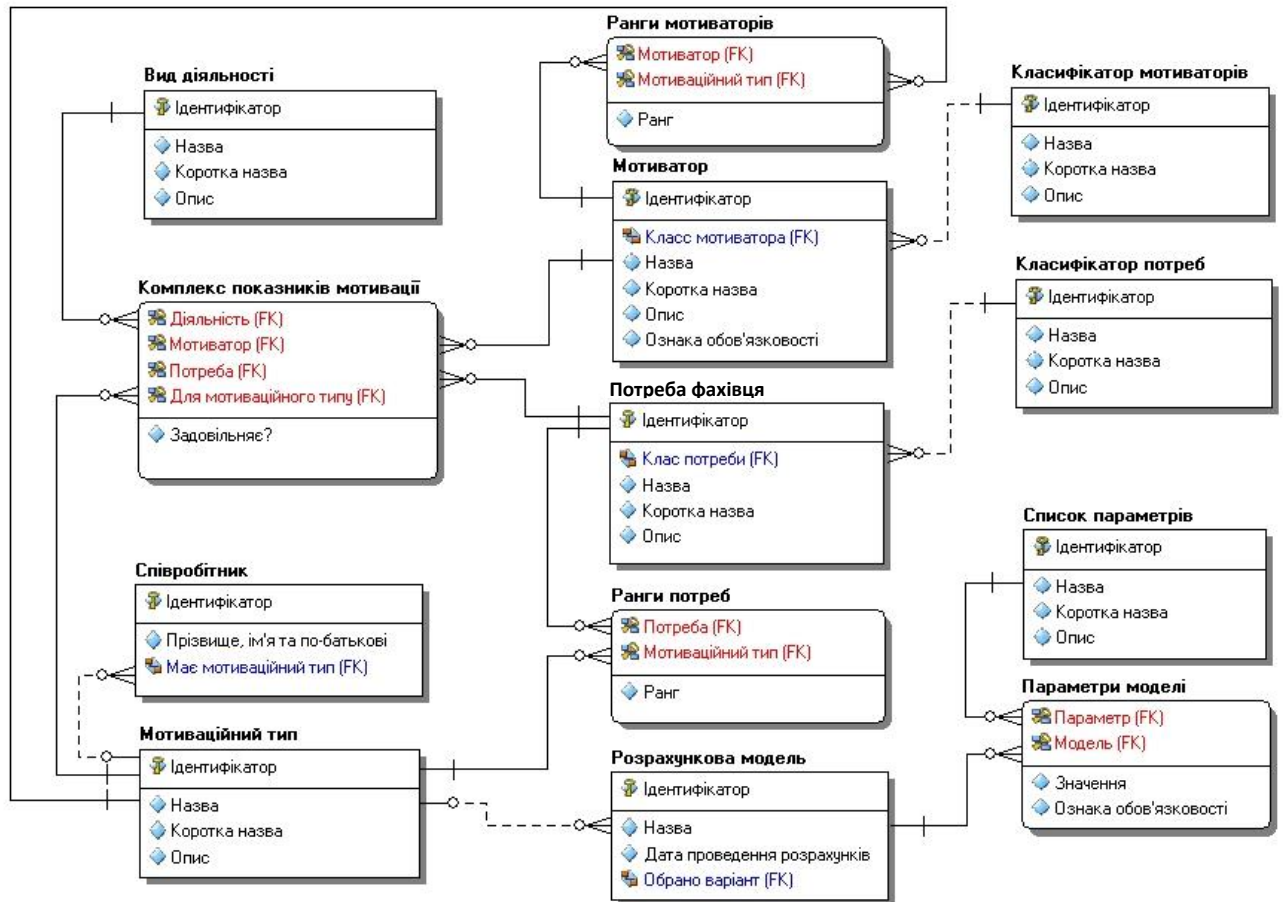 Ранги мотиваторів
Мотиватор (FK)
Мотиваційний тип (FK)
Ранг
Вид діяльності
Ідентифікатор
Назва
Коротка назва
Опис
Класифікатор мотиваторів
Ідентифікатор
Назва
Коротка назва
Опис
Мотиватор
Ідентифікатор
Класс мотиватора (FK)
Назва
Коротка назва
Опис
Ознака обов'язковості
Комплекс показників мотивації
Діяльність (FK)
Мотиватор (FK)
Потреба (FK)
Для мотиваційного типу (FK)
Задовільняє?
Класифікатор потреб
Ідентифікатор
Назва
Коротка назва
Опис
Потреба фахівця
Ідентифікатор
Клас потреби (FK)
Назва
Коротка назва
Опис
Список параметрів
Ідентифікатор
Назва
Коротка назва
Опис
Співробітник
Ідентифікатор
Прізвище, ім'я та по-батькові
Має мотиваційний тип (FK)
Ранги потреб
Потреба (FK)
Мотиваційний тип (FK)
Ранг
Параметри моделі
Параметр (FK)
Модель (FK)
Значення
Ознака обов'язковості
Мотиваційний тип
Ідентифікатор
Назва
Коротка назва
Опис
Розрахункова модель
Ідентифікатор
Назва
Дата проведення розрахунків
Обрано варіант (FK)